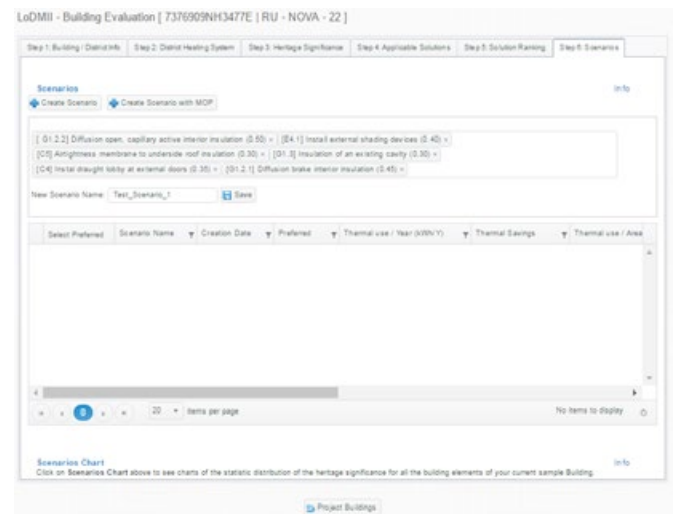 LoDMII - Building Evaluation [ 7376909NH3477E | RU - NOVA - 22 ]
Step 1: Building / District Info Step 2: District Heating System Step 3: Heritage Significance Step 4: Applicable Solutions Step 5: Solution Ranking Step 6: Scenarios
Scenarios Info
Create Scenario Create Scenario with MOP
[ G1.2.2] Diffusion open, capillary active interior insulation (0.50) × [E4.1] Install external shading devices (0.40) ×
[C5] Airtightness membrane to underside roof insulation (0.30) × [G1.3] Insulation of an existing cavity (0.30) ×
[C4] Instal draught lobby at external doors (0.35) × [G1.2.1] Diffusion brake interior insulation (0.45) ×
New Scenario Name: Test_Scenario_1 Save
Select Preferred Scenario Name Creation Date Preferred Thermal use / Year (kWh/Y) Thermal Savings Thermal use / Area
0 20 items per page No items to display
Scenarios Chart Info
Click on Scenarios Chart above to see charts of the statistic distribution of the heritage significance for all the building elements of your current sample Building.
Project Buildings